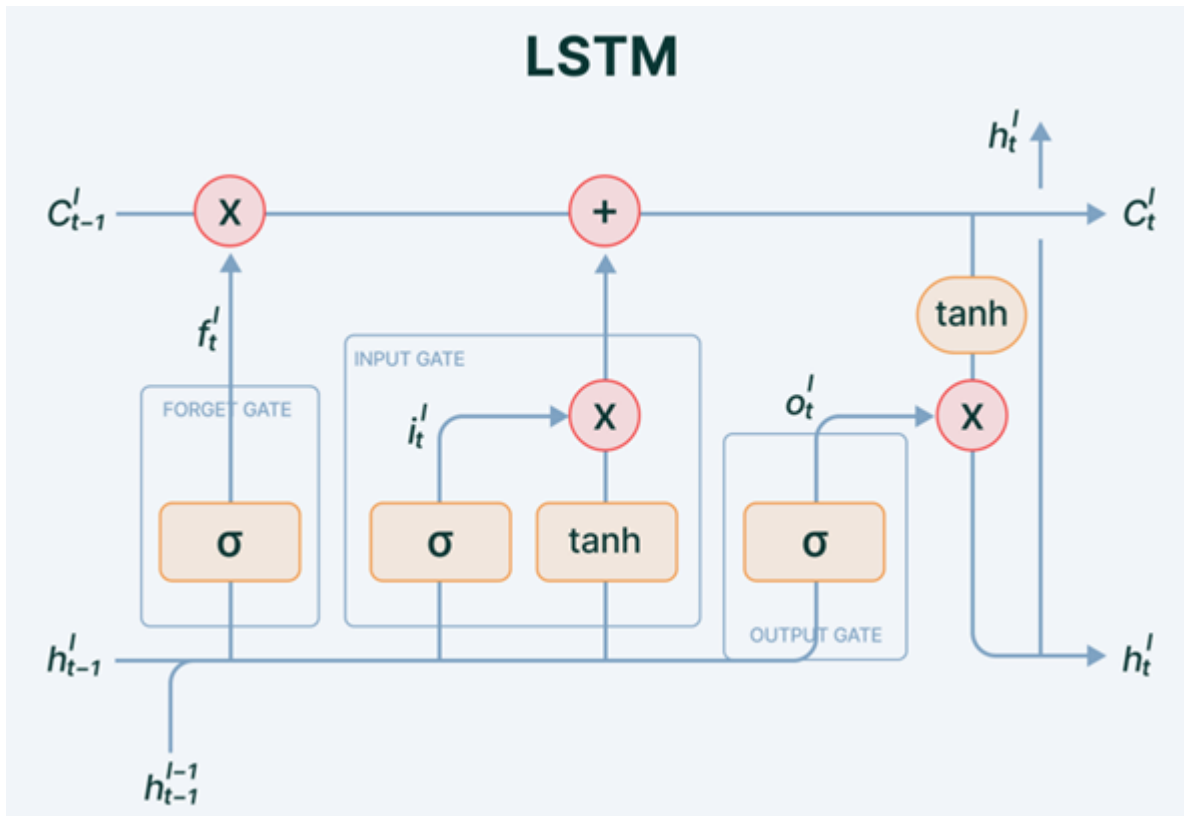 LSTM
h_t^l
C_{t-1}^l
x
+
C_t^l
tanh
f_t^l
INPUT GATE
FORGET GATE
i_t^l
x
o_t^l
x
σ
σ
tanh
σ
OUTPUT GATE
h_{t-1}^l
h_t^l
h_{t-1}^{l-1}